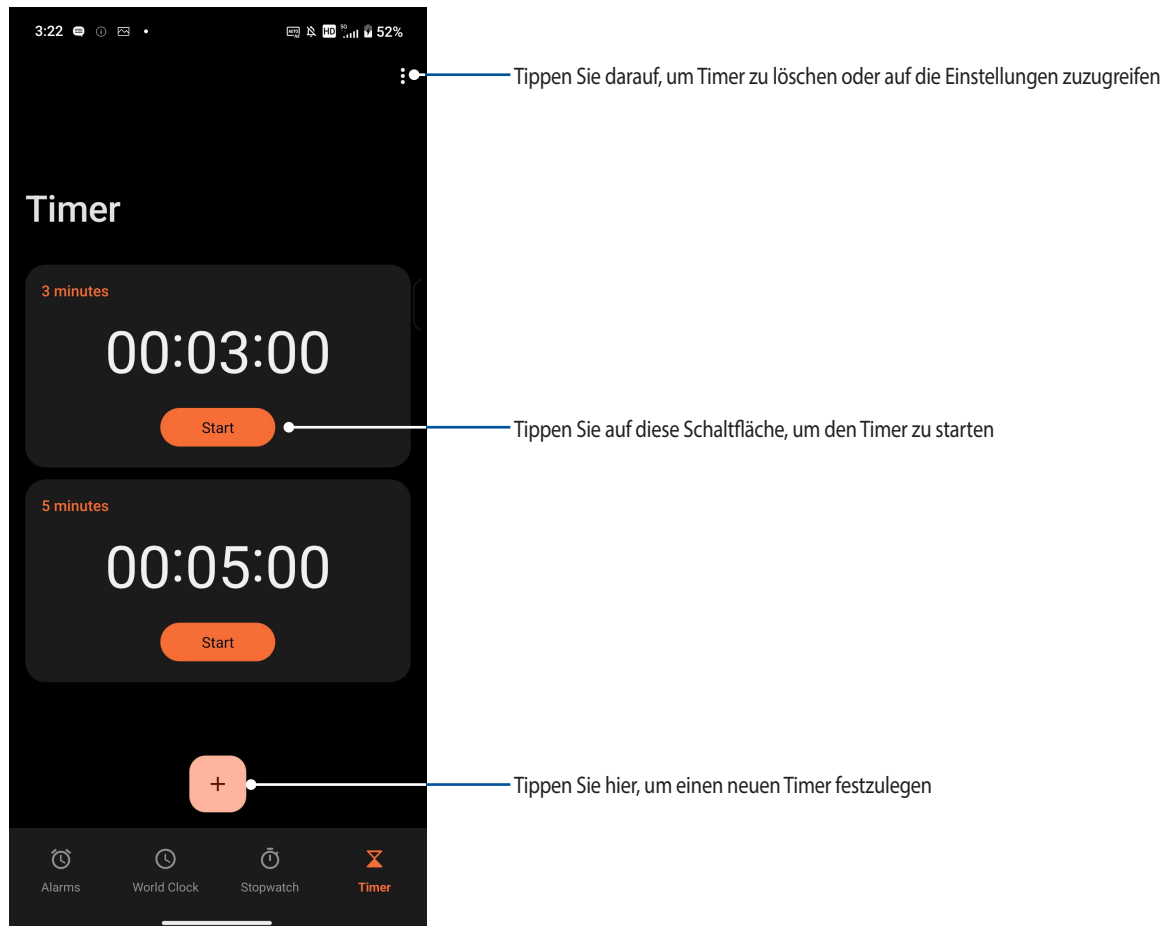 3:22 HD 5G 52%
Tippen Sie darauf, um Timer zu löschen oder auf die Einstellungen zuzugreifen
Timer
3 minutes
00:03:00
Start
Tippen Sie auf diese Schaltfläche, um den Timer zu starten
5 minutes
00:05:00
Start
+
Tippen Sie hier, um einen neuen Timer festzulegen
Alarms World Clock Stopwatch Timer